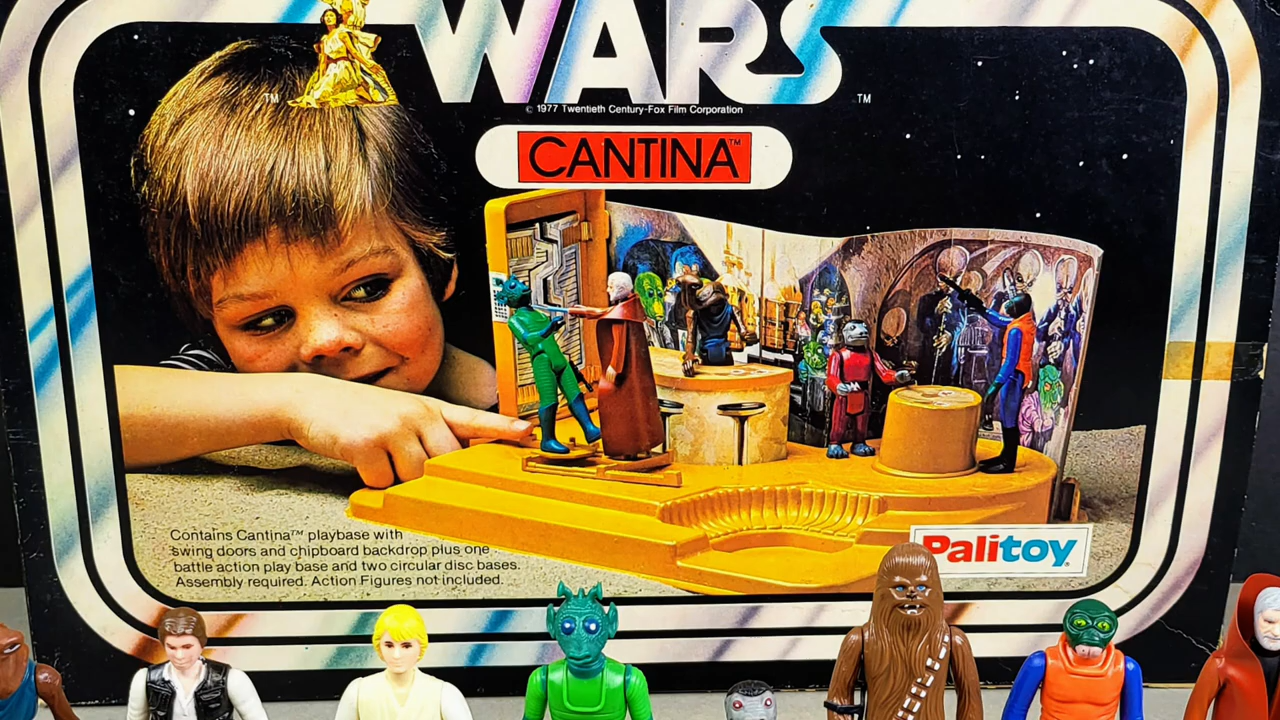 WARS
TM
TM
© 1977 Twentieth Century-Fox Film Corporation
CANTINA™
Contains Cantina™ playbase with
swing doors and chipboard backdrop plus one
battle action play base and two circular disc bases.
Assembly required. Action Figures not included.
Palitoy